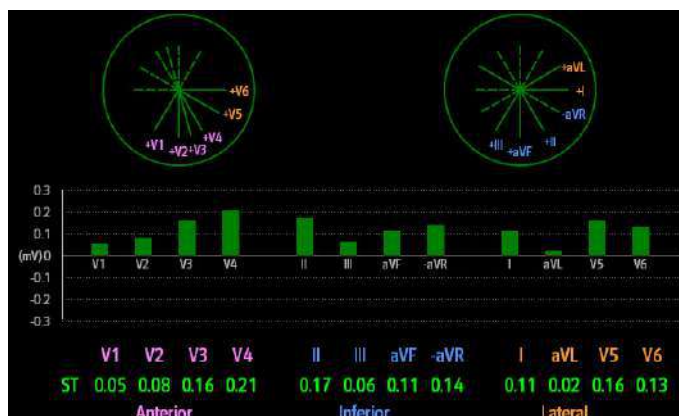 +aVL
+V6 +I
+V5 -aVR
+V4
+V1 +V2 +V3 +III +aVF +II
0.3
0.2
0.1
(mV) 0
V1 V2 V3 V4 II III aVF -aVR I aVL V5 V6
-0.1
-0.2
-0.3
V1 V2 V3 V4 II III aVF -aVR I aVL V5 V6
ST 0.05 0.08 0.16 0.21 0.17 0.06 0.11 0.14 0.11 0.02 0.16 0.13
Anterior Inferior Lateral